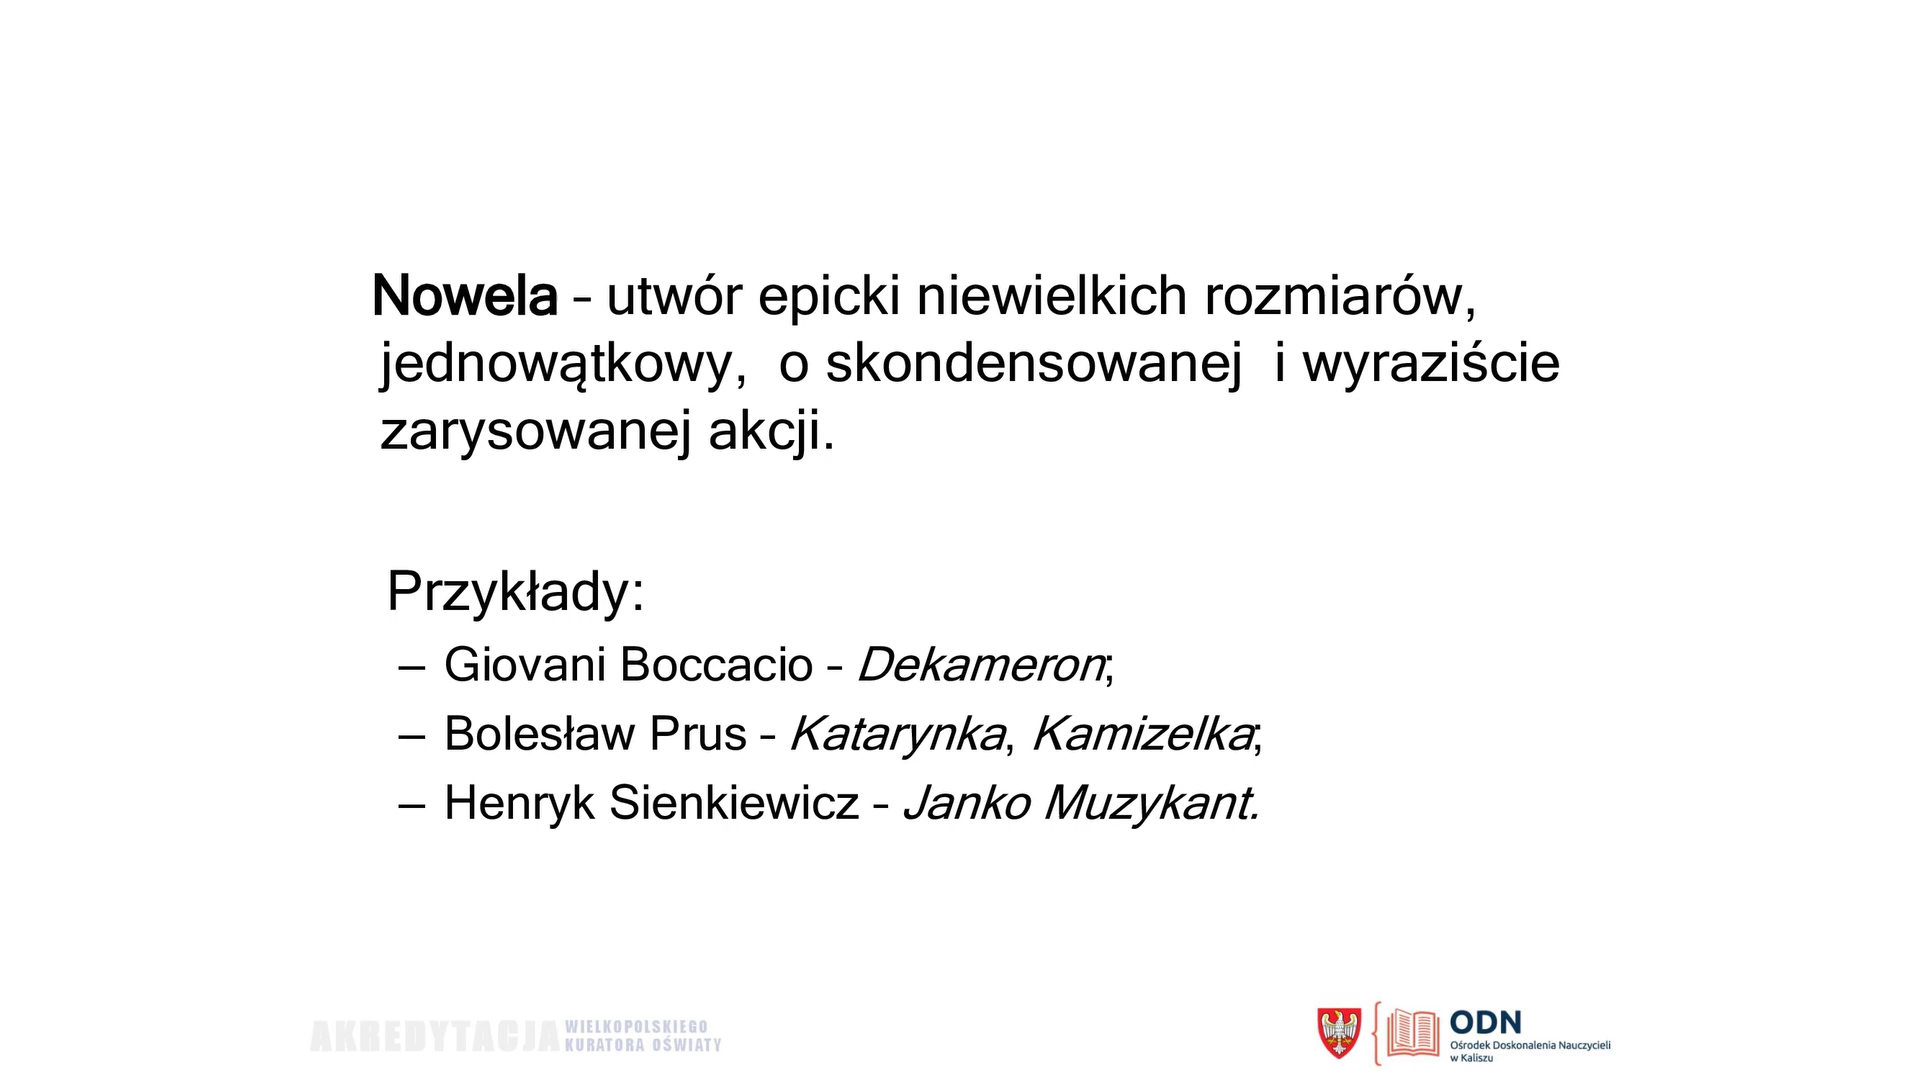 Nowela – utwór epicki niewielkich rozmiarów,
jednowątkowy,  o skondensowanej  i wyraziście
zarysowanej akcji.
Przykłady:
– Giovani Boccacio – Dekameron;
– Bolesław Prus – Katarynka, Kamizelka;
– Henryk Sienkiewicz – Janko Muzykant.
AKREDYTACJA WIELKOPOLSKIEGO
KURATORA OŚWIATY
ODN
Ośrodek Doskonalenia Nauczycieli
w Kaliszu